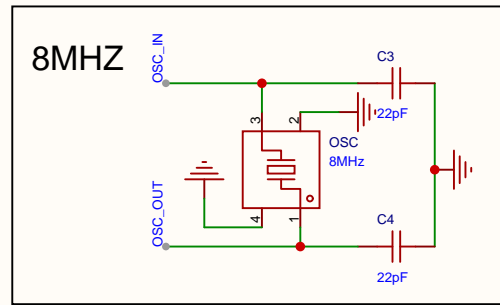 8MHZ
OSC_IN
C3
22pF
3
2
OSC
8MHz
4
1
OSC_OUT
C4
22pF